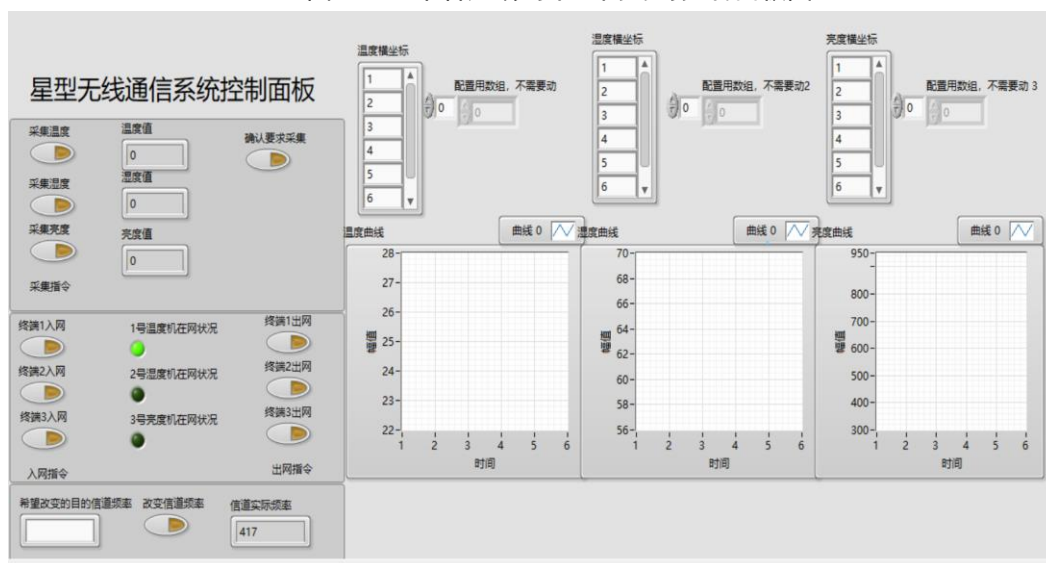 星型无线通信系统控制面板
采集温度
温度值
0
确认要求采集
采集湿度
湿度值
0
采集亮度
亮度值
0
采集指令
终端1入网
1号温度机在网状况
终端1出网
终端2入网
2号湿度机在网状况
终端2出网
终端3入网
3号亮度机在网状况
终端3出网
入网指令
出网指令
希望改变的目的信道频率
改变信道频率
信道实际频率
417
温度横坐标
1
2
3
4
5
6
配置用数组，不需要动
0
0
湿度横坐标
1
2
3
4
5
6
配置用数组，不需要动2
0
0
亮度横坐标
1
2
3
4
5
6
配置用数组，不需要动 3
0
0
温度曲线
曲线 0
28
27
26
25
24
23
22
幅值
1 2 3 4 5 6
时间
湿度曲线
曲线 0
70
68
66
64
62
60
58
56
幅值
1 2 3 4 5 6
时间
亮度曲线
曲线 0
950
800
700
600
500
400
300
幅值
1 2 3 4 5 6
时间